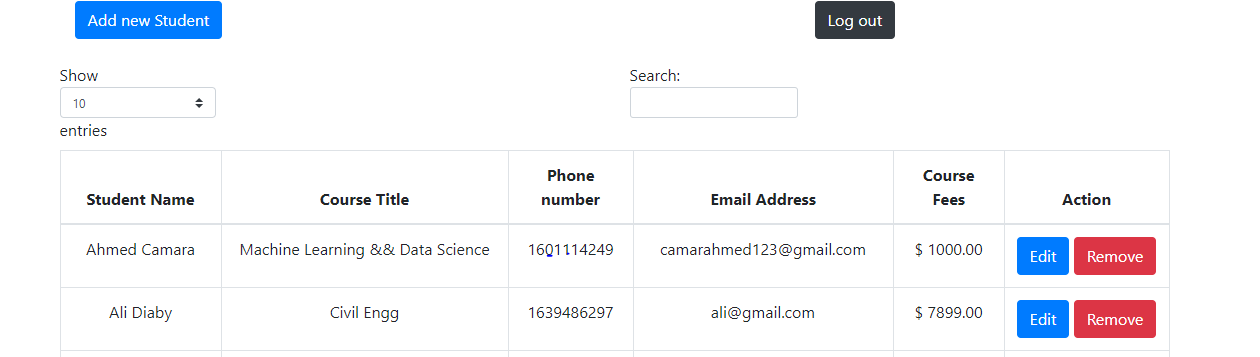 Add new Student Log out
Show Search:
10
entries
Student Name Course Title Phone number Email Address Course Fees Action
Ahmed Camara Machine Learning && Data Science 1601114249 camarahmed123@gmail.com $ 1000.00 Edit Remove
Ali Diaby Civil Engg 1639486297 ali@gmail.com $ 7899.00 Edit Remove